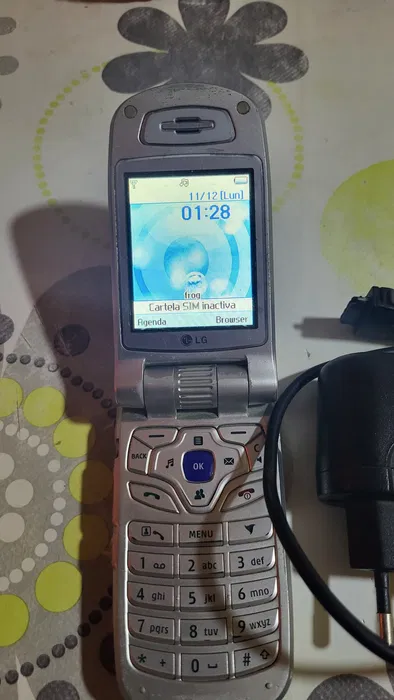 11/12 [Lun]
01:28
frog
Cartela SIM inactiva
Agenda Browser
LG
BACK OK C
MENU
1 2 abc 3 def
4 ghi 5 jkl 6 mno
7 pqrs 8 tuv 9 wxyz
* + 0 #